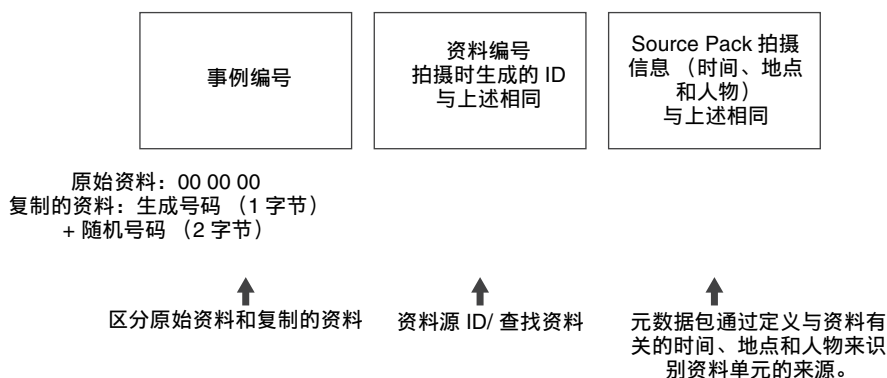 事例编号
资料编号
拍摄时生成的 ID
与上述相同
Source Pack 拍摄
信息 （时间、地点
和人物）
与上述相同
原始资料：00 00 00
复制的资料：生成号码 （1 字节）
+ 随机号码 （2 字节）
区分原始资料和复制的资料
资料源 ID/ 查找资料
元数据包通过定义与资料有
关的时间、地点和人物来识
别资料单元的来源。